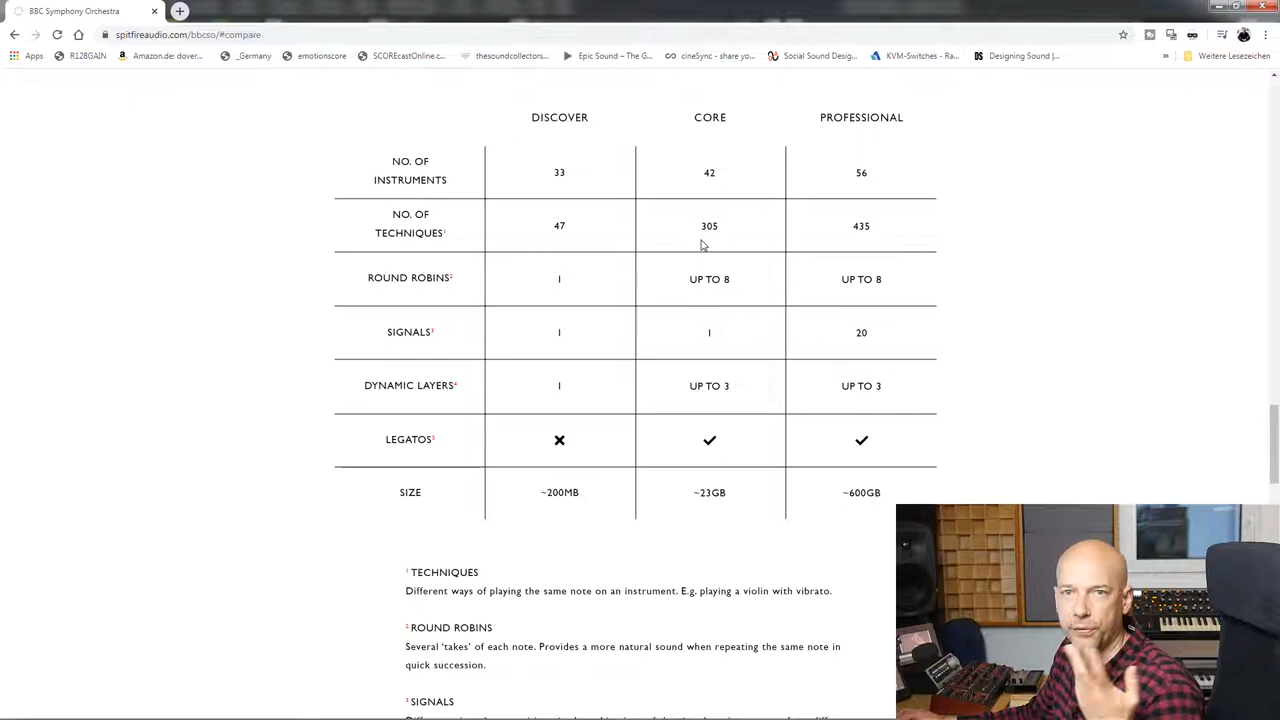 BBC Symphony Orchestra
spitfireaudio.com/bbcso/#compare
Apps R128GAIN Amazon.de: dover... _Germany emotionscore SCOREcastOnline.c... thesoundcollectors... Epic Sound – The G... cineSync - share yo... Social Sound Desig... KVM-Switches - Ra... Designing Sound |... » Weitere Lesezeichen
DISCOVER CORE PROFESSIONAL
NO. OF
INSTRUMENTS 33 42 56
NO. OF
TECHNIQUES¹ 47 305 435
ROUND ROBINS² 1 UP TO 8 UP TO 8
SIGNALS³ 1 1 20
DYNAMIC LAYERS⁴ 1 UP TO 3 UP TO 3
LEGATOS⁵
SIZE ~200MB ~23GB ~600GB
¹ TECHNIQUES
Different ways of playing the same note on an instrument. E.g. playing a violin with vibrato.
² ROUND ROBINS
Several 'takes' of each note. Provides a more natural sound when repeating the same note in
quick succession.
³ SIGNALS